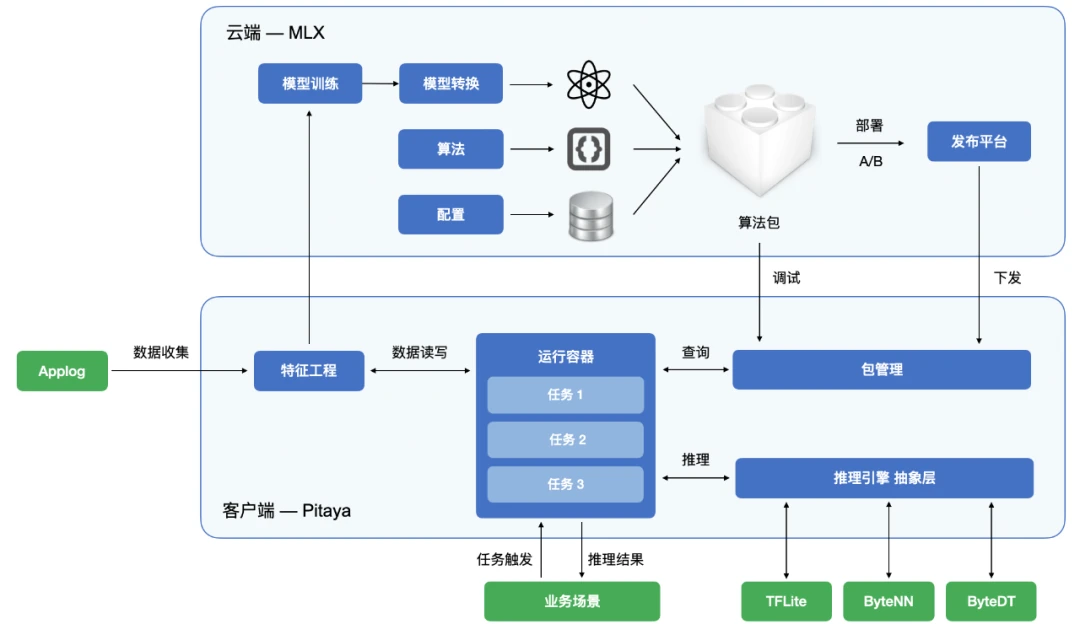 云端 — MLX
模型训练
模型转换
算法
配置
算法包
部署
A/B
发布平台
调试
下发
Applog
数据收集
特征工程
数据读写
运行容器
任务 1
任务 2
任务 3
查询
包管理
推理
推理引擎 抽象层
客户端 — Pitaya
任务触发
推理结果
业务场景
TFLite
ByteNN
ByteDT